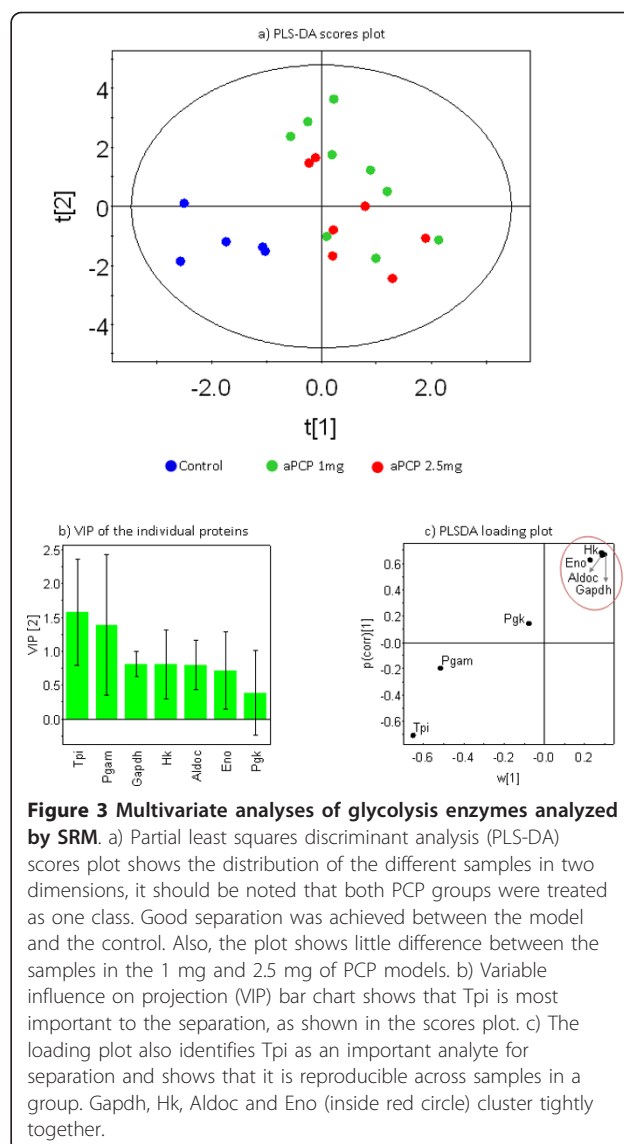 a) PLS-DA scores plot
4
2
0
-2
-4
t[2]
-2.0 0.0 2.0
t[1]
Control aPCP 1mg aPCP 2.5mg
b) VIP of the individual proteins
2.5
2.0
1.5
1.0
0.5
0.0
VIP [2]
Tpi Pgam Gapdh Hk Aldoc Eno Pgk
c) PLSDA loading plot
0.6
0.4
0.2
-0.0
-0.2
-0.4
-0.6
p(corr)[1]
Hk
Eno
Aldoc
Gapdh
Pgk
Pgam
Tpi
-0.6 -0.4 -0.2 -0.0 0.2
w[1]
Figure 3 Multivariate analyses of glycolysis enzymes analyzed
by SRM. a) Partial least squares discriminant analysis (PLS-DA)
scores plot shows the distribution of the different samples in two
dimensions, it should be noted that both PCP groups were treated
as one class. Good separation was achieved between the model
and the control. Also, the plot shows little difference between the
samples in the 1 mg and 2.5 mg of PCP models. b) Variable
influence on projection (VIP) bar chart shows that Tpi is most
important to the separation, as shown in the scores plot. c) The
loading plot also identifies Tpi as an important analyte for
separation and shows that it is reproducible across samples in a
group. Gapdh, Hk, Aldoc and Eno (inside red circle) cluster tightly
together.